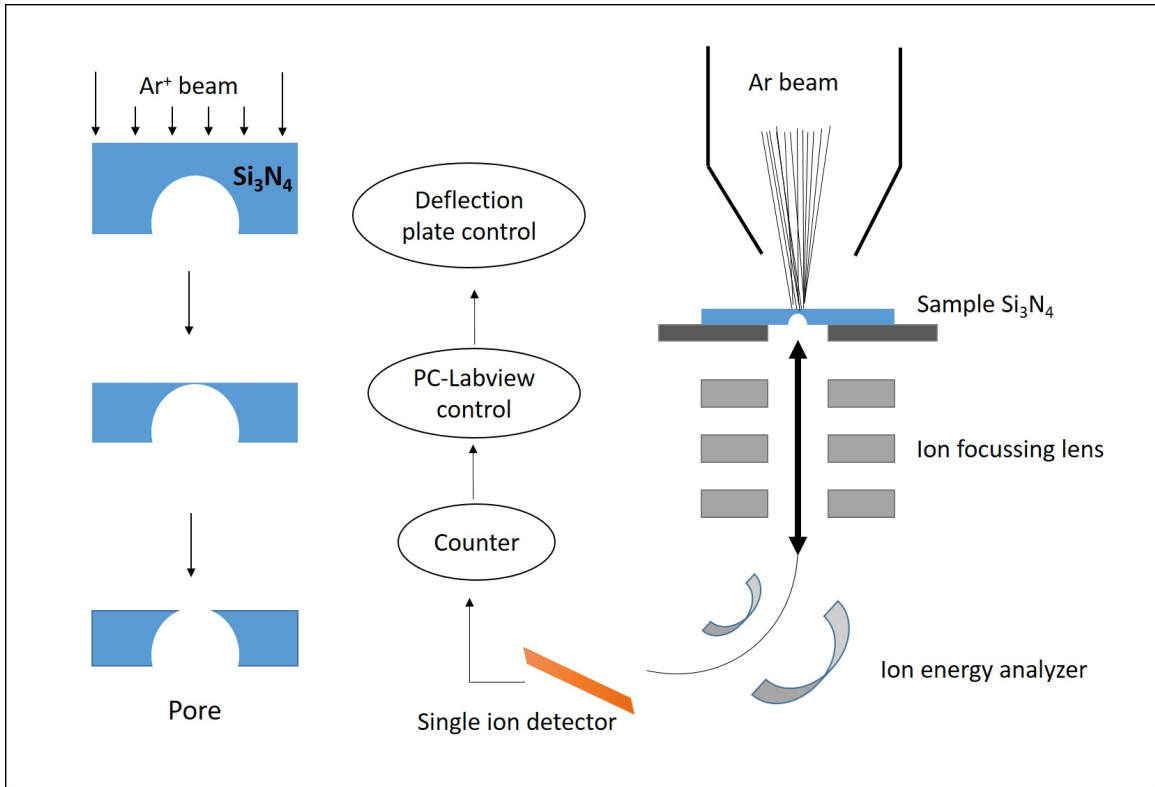 Ar⁺ beam
Si₃N₄
Pore
Deflection
plate control
PC-Labview
control
Counter
Single ion detector
Ar beam
Sample Si₃N₄
Ion focussing lens
Ion energy analyzer